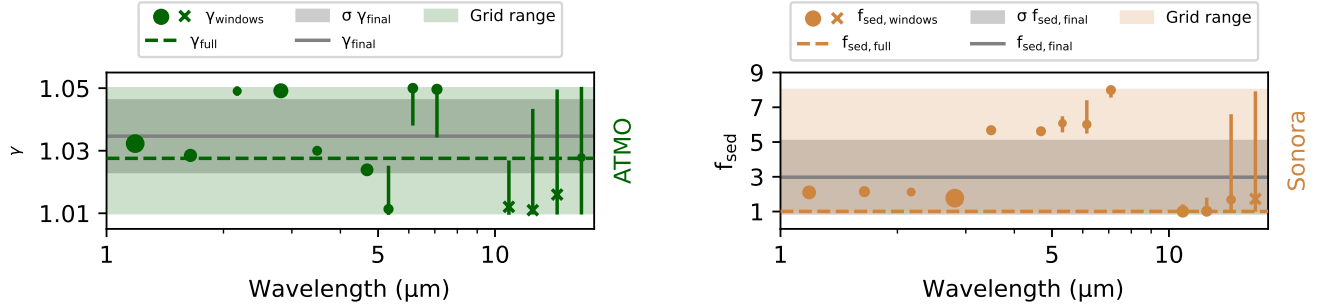 γwindows σ γfinal Grid range
γfull γfinal
1.05
1.03
1.01
γ
1 5 10
Wavelength (μm)
ATMO
fsed, windows σ fsed, final Grid range
fsed, full fsed, final
9
7
5
3
1
fsed
1 5 10
Wavelength (μm)
Sonora